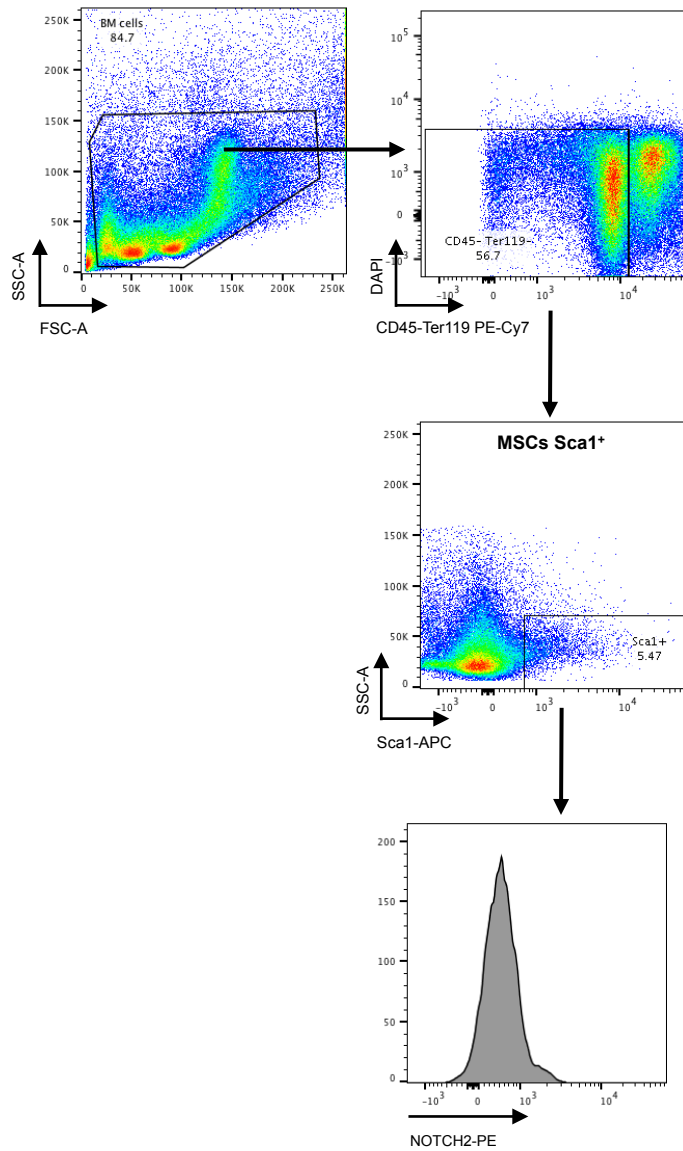 BM cells
84.7
250K
200K
150K
100K
50K
0
0
50K
100K
150K
200K
250K
SSC-A
FSC-A
10^5
10^4
10^3
0
-10^3
CD45- Ter119-
56.7
-10^3
0
10^3
10^4
DAPI
CD45-Ter119 PE-Cy7
MSCs Sca1+
250K
200K
150K
100K
50K
0
Sca1+
5.47
-10^3
0
10^3
10^4
SSC-A
Sca1-APC
200
150
100
50
0
-10^3
0
10^3
10^4
NOTCH2-PE